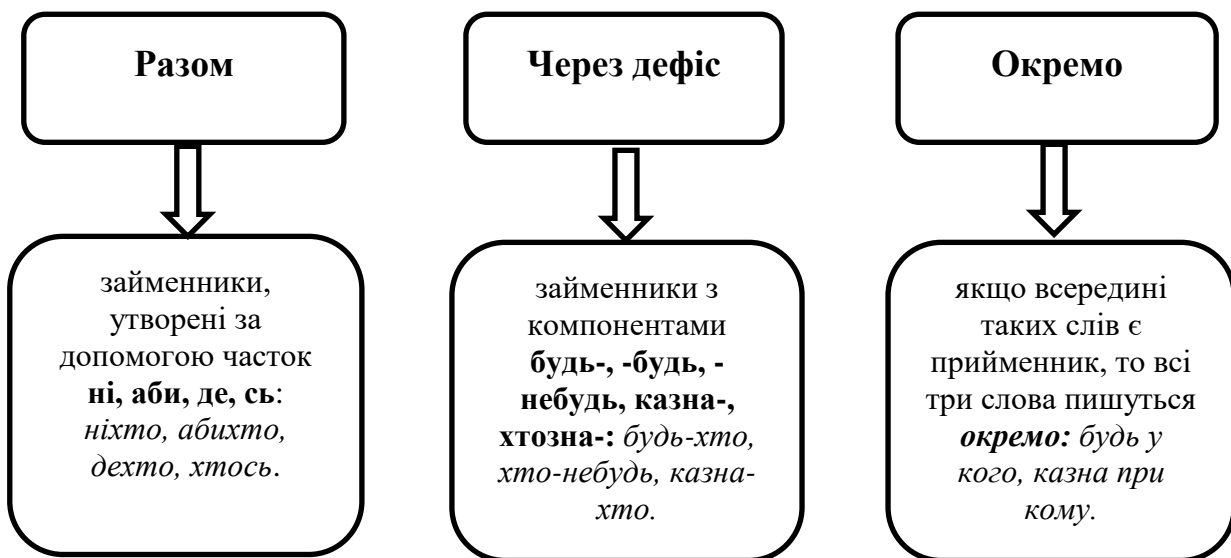 Разом
займенники,
утворені за
допомогою часток
ні, аби, де, сь:
ніхто, абихто,
дехто, хтось.
Через дефіс
займенники з
компонентами
будь-, -будь, -
небудь, казна-,
хтозна-: будь-хто,
хто-небудь, казна-
хто.
Окремо
якщо всередині
таких слів є
прийменник, то всі
три слова пишуться
окремо: будь у
кого, казна при
кому.